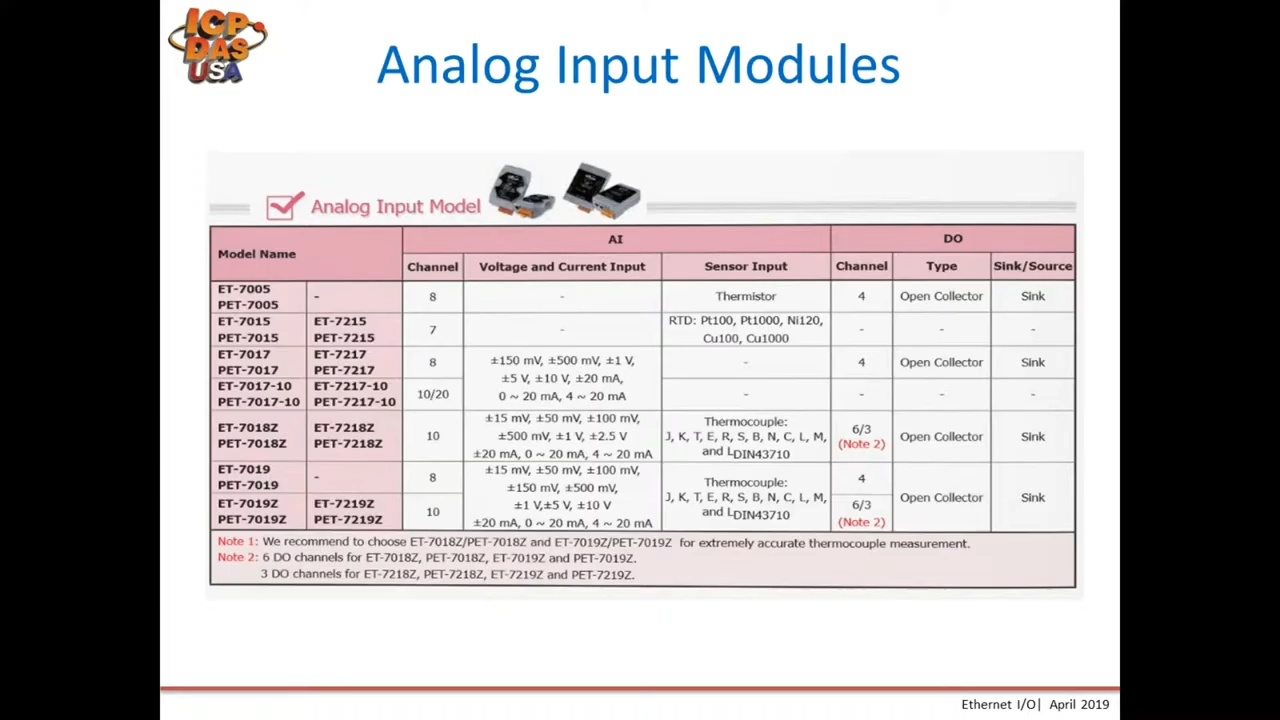 ICP
DAS
USA
Analog Input Modules
Analog Input Model
Model Name
AI
DO
Channel
Voltage and Current Input
Sensor Input
Channel
Type
Sink/Source
ET-7005
PET-7005
-
8
-
Thermistor
4
Open Collector
Sink
ET-7015
PET-7015
ET-7215
PET-7215
7
-
RTD: Pt100, Pt1000, Ni120,
Cu100, Cu1000
-
-
-
ET-7017
PET-7017
ET-7217
PET-7217
8
±150 mV, ±500 mV, ±1 V,
±5 V, ±10 V, ±20 mA,
0 ~ 20 mA, 4 ~ 20 mA
-
4
Open Collector
Sink
ET-7017-10
PET-7017-10
ET-7217-10
PET-7217-10
10/20
-
-
-
-
ET-7018Z
PET-7018Z
ET-7218Z
PET-7218Z
10
±15 mV, ±50 mV, ±100 mV,
±500 mV, ±1 V, ±2.5 V
±20 mA, 0 ~ 20 mA, 4 ~ 20 mA
Thermocouple:
J, K, T, E, R, S, B, N, C, L, M,
and LDIN43710
6/3
(Note 2)
Open Collector
Sink
ET-7019
PET-7019
-
8
±15 mV, ±50 mV, ±100 mV,
±150 mV, ±500 mV,
±1 V,±5 V, ±10 V
±20 mA, 0 ~ 20 mA, 4 ~ 20 mA
Thermocouple:
J, K, T, E, R, S, B, N, C, L, M,
and LDIN43710
4
Open Collector
Sink
ET-7019Z
PET-7019Z
ET-7219Z
PET-7219Z
10
6/3
(Note 2)
Note 1: We recommend to choose ET-7018Z/PET-7018Z and ET-7019Z/PET-7019Z for extremely accurate thermocouple measurement.
Note 2: 6 DO channels for ET-7018Z, PET-7018Z, ET-7019Z and PET-7019Z.
3 DO channels for ET-7218Z, PET-7218Z, ET-7219Z and PET-7219Z.
Ethernet I/O| April 2019